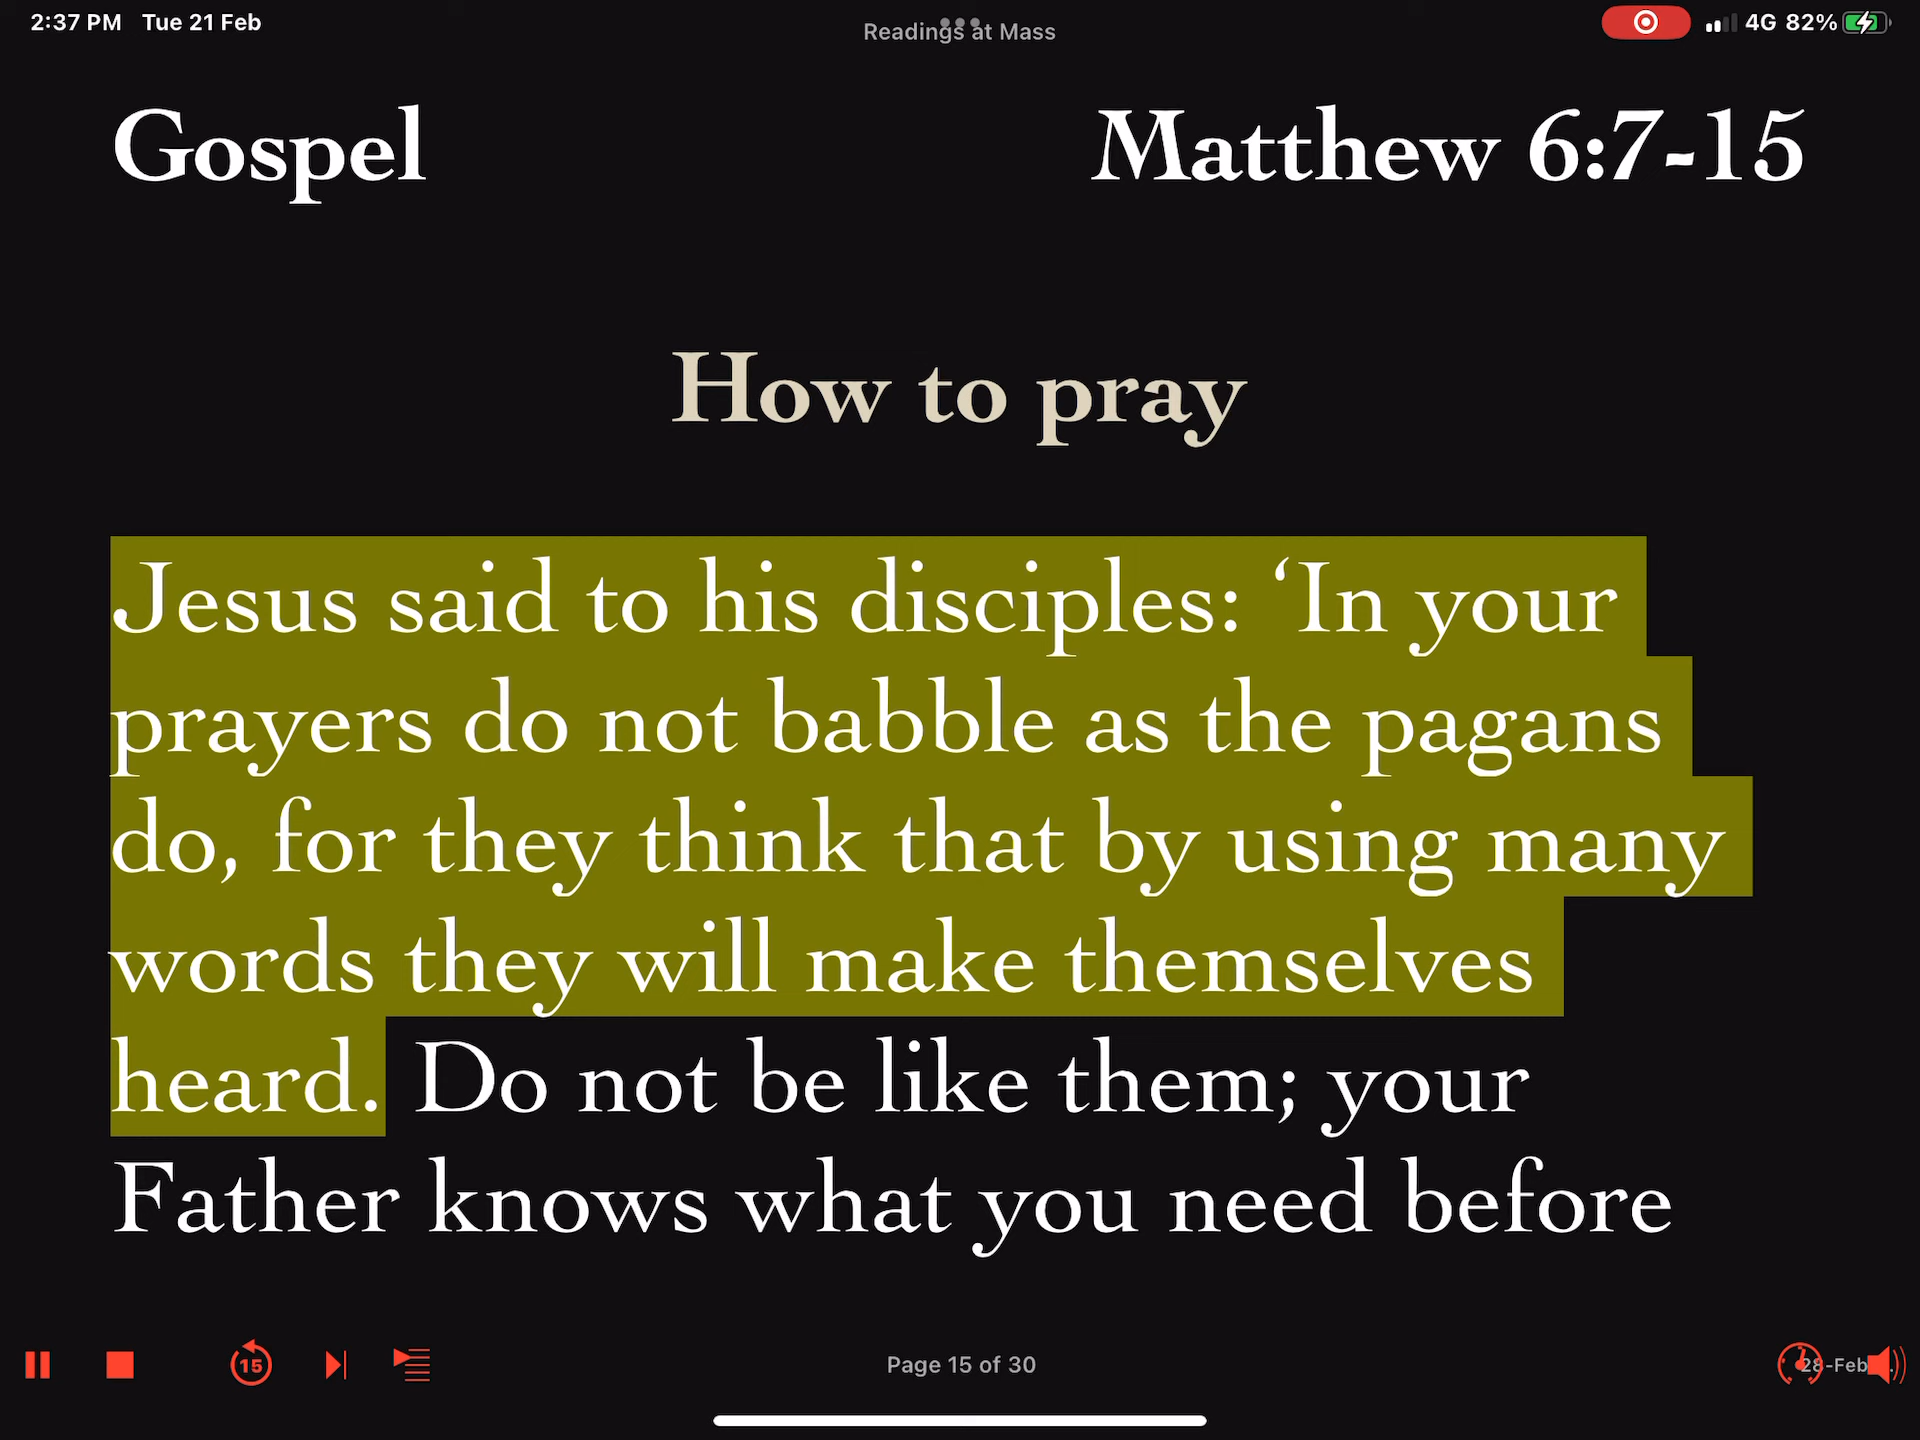 2:37 PM Tue 21 Feb
Readings at Mass
4G 82%
Gospel Matthew 6:7-15
How to pray
Jesus said to his disciples: ‘In your
prayers do not babble as the pagans
do, for they think that by using many
words they will make themselves
heard. Do not be like them; your
Father knows what you need before
15
Page 15 of 30
28-Feb